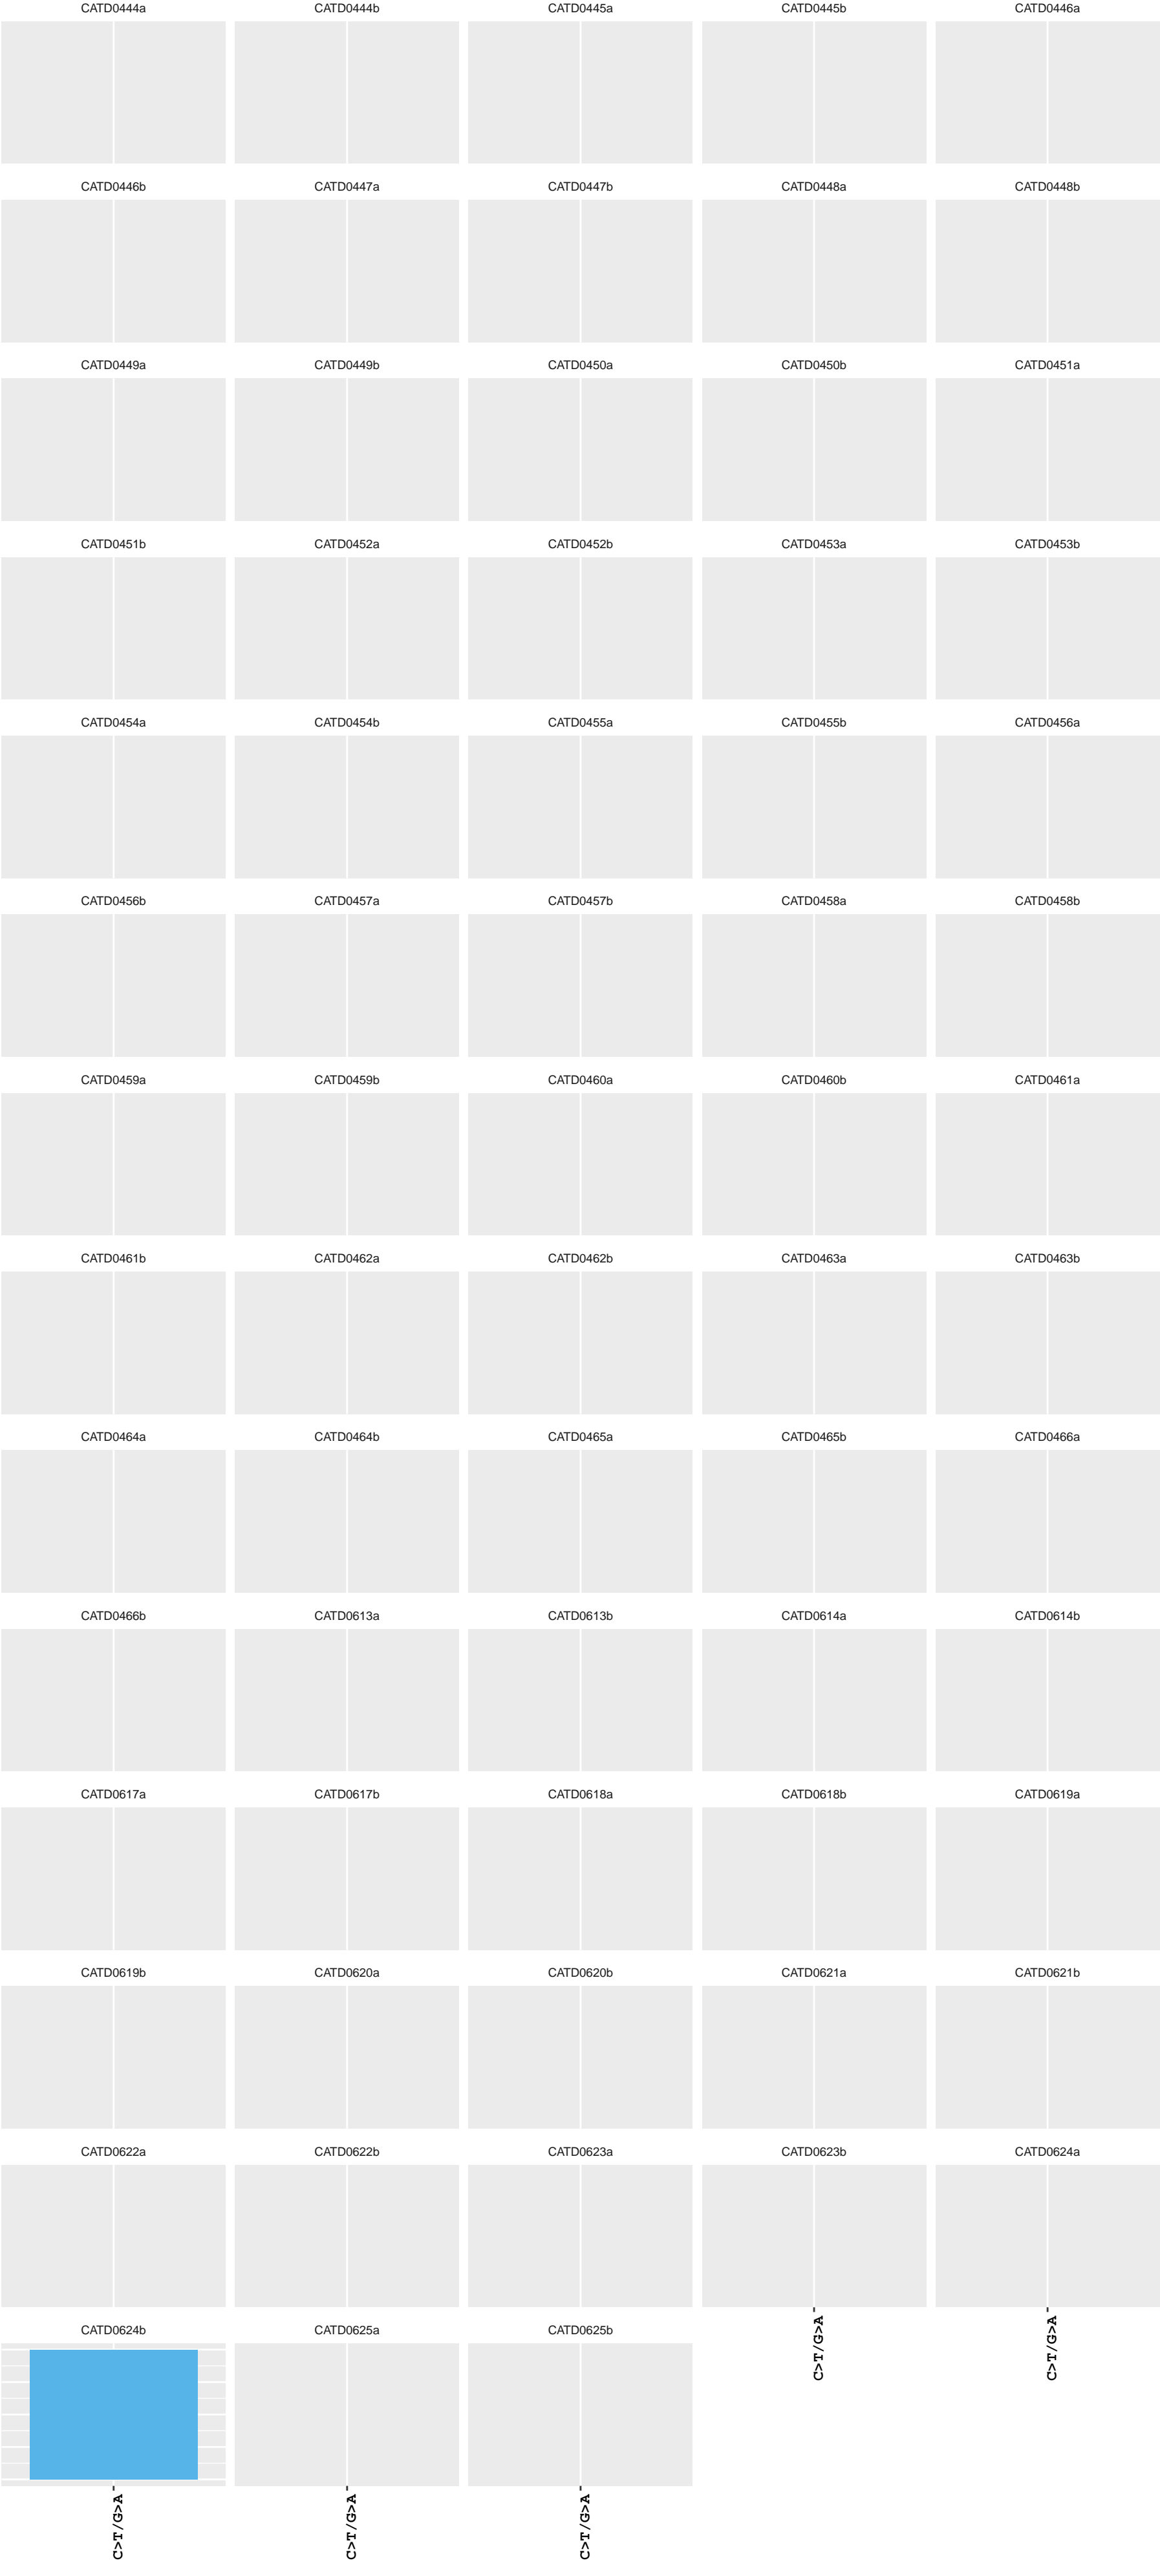 CATD0444a CATD0444b CATD0445a CATD0445b CATD0446a
CATD0446b CATD0447a CATD0447b CATD0448a CATD0448b
CATD0449a CATD0449b CATD0450a CATD0450b CATD0451a
CATD0451b CATD0452a CATD0452b CATD0453a CATD0453b
CATD0454a CATD0454b CATD0455a CATD0455b CATD0456a
CATD0456b CATD0457a CATD0457b CATD0458a CATD0458b
CATD0459a CATD0459b CATD0460a CATD0460b CATD0461a
CATD0461b CATD0462a CATD0462b CATD0463a CATD0463b
CATD0464a CATD0464b CATD0465a CATD0465b CATD0466a
CATD0466b CATD0613a CATD0613b CATD0614a CATD0614b
CATD0617a CATD0617b CATD0618a CATD0618b CATD0619a
CATD0619b CATD0620a CATD0620b CATD0621a CATD0621b
CATD0622a CATD0622b CATD0623a CATD0623b CATD0624a
C>T/G>A C>T/G>A
CATD0624b CATD0625a CATD0625b
C>T/G>A C>T/G>A C>T/G>A